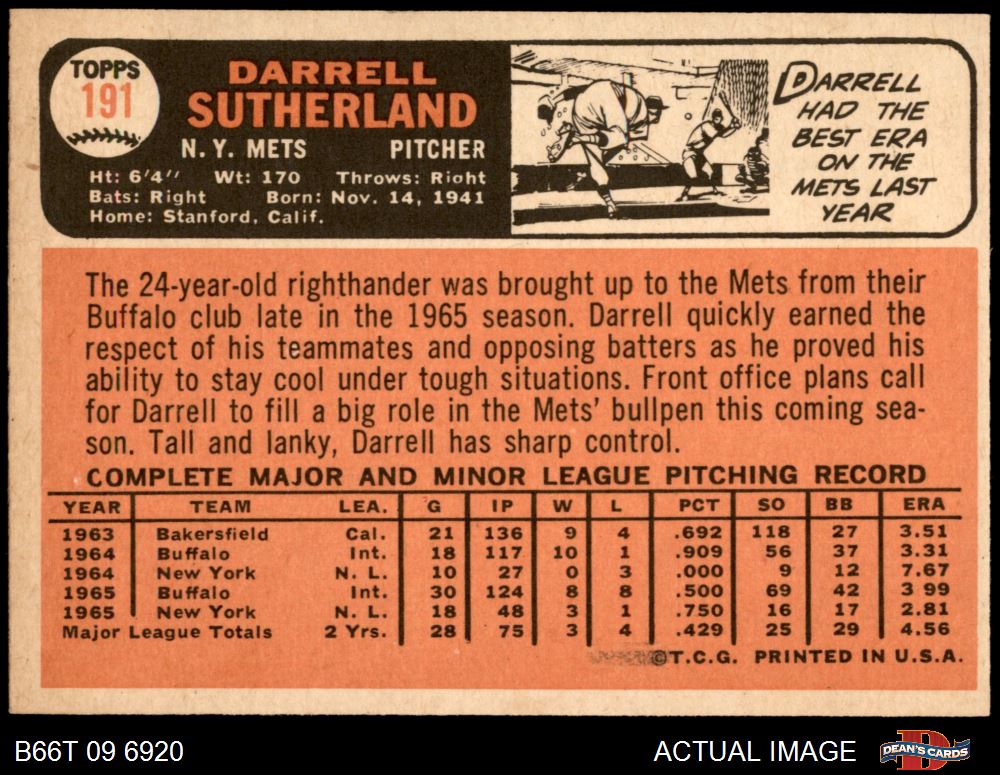 TOPPS
191
DARRELL
SUTHERLAND
N. Y. METS PITCHER
Ht: 6'4'' Wt: 170 Throws: Right
Bats: Right Born: Nov. 14, 1941
Home: Stanford, Calif.
DARRELL
HAD THE
BEST ERA
ON THE
METS LAST
YEAR
The 24-year-old righthander was brought up to the Mets from their
Buffalo club late in the 1965 season. Darrell quickly earned the
respect of his teammates and opposing batters as he proved his
ability to stay cool under tough situations. Front office plans call
for Darrell to fill a big role in the Mets' bullpen this coming sea-
son. Tall and lanky, Darrell has sharp control.
COMPLETE MAJOR AND MINOR LEAGUE PITCHING RECORD
YEAR TEAM LEA. G IP W L PCT SO BB ERA
1963 Bakersfield Cal. 21 136 9 4 .692 118 27 3.51
1964 Buffalo Int. 18 117 10 1 .909 56 37 3.31
1964 New York N. L. 10 27 0 3 .000 9 12 7.67
1965 Buffalo Int. 30 124 8 8 .500 69 42 3 99
1965 New York N. L. 18 48 3 1 .750 16 17 2.81
Major League Totals 2 Yrs. 28 75 3 4 .429 25 29 4.56
©T.C.G. PRINTED IN U.S.A.
B66T 09 6920 ACTUAL IMAGE DEAN'S CARDS